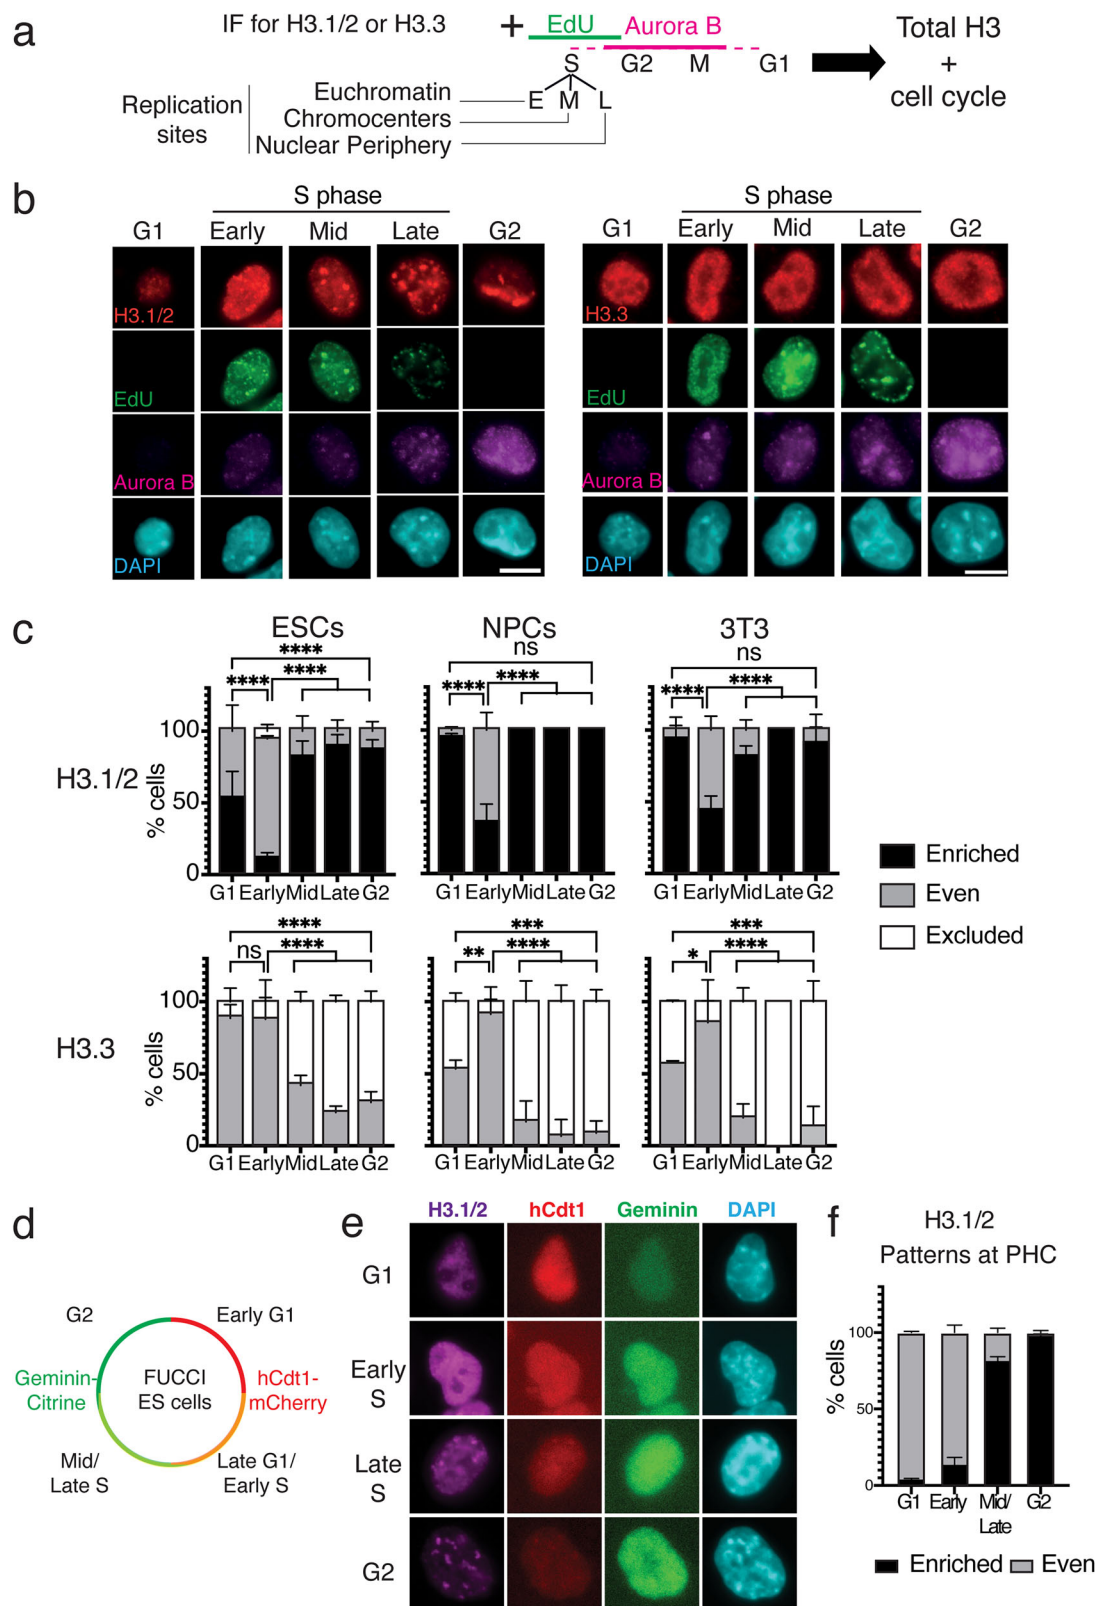 a
IF for H3.1/2 or H3.3
+
EdU
Aurora B
S
G2
M
G1
Total H3
+
cell cycle
Replication
sites
Euchromatin
Chromocenters
Nuclear Periphery
E
M
L
b
S phase
G1
Early
Mid
Late
G2
H3.1/2
EdU
Aurora B
DAPI
S phase
G1
Early
Mid
Late
G2
H3.3
EdU
Aurora B
DAPI
c
ESCs
NPCs
3T3
****
****
****
ns
****
****
ns
****
****
H3.1/2
% cells
100
50
0
G1 Early Mid Late G2
G1 Early Mid Late G2
G1 Early Mid Late G2
Enriched
Even
Excluded
****
ns
****
***
**
****
***
*
****
H3.3
% cells
100
50
0
G1 Early Mid Late G2
G1 Early Mid Late G2
G1 Early Mid Late G2
d
G2
Early G1
Geminin-
Citrine
FUCCI
ES cells
hCdt1-
mCherry
Mid/
Late S
Late G1/
Early S
e
H3.1/2
hCdt1
Geminin
DAPI
G1
Early
S
Late
S
G2
f
H3.1/2
Patterns at PHC
% cells
100
50
0
G1
Early
Mid/
Late
G2
Enriched
Even